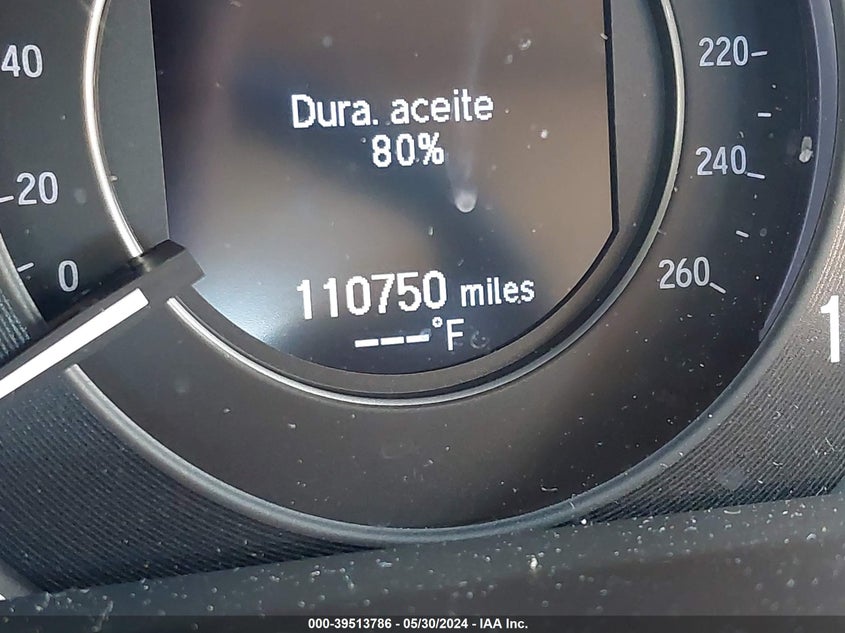 40
20
0
Dura. aceite
80%
110750 miles
---°F
220
240
260
1
000-39513786 - 05/30/2024 - IAA Inc.